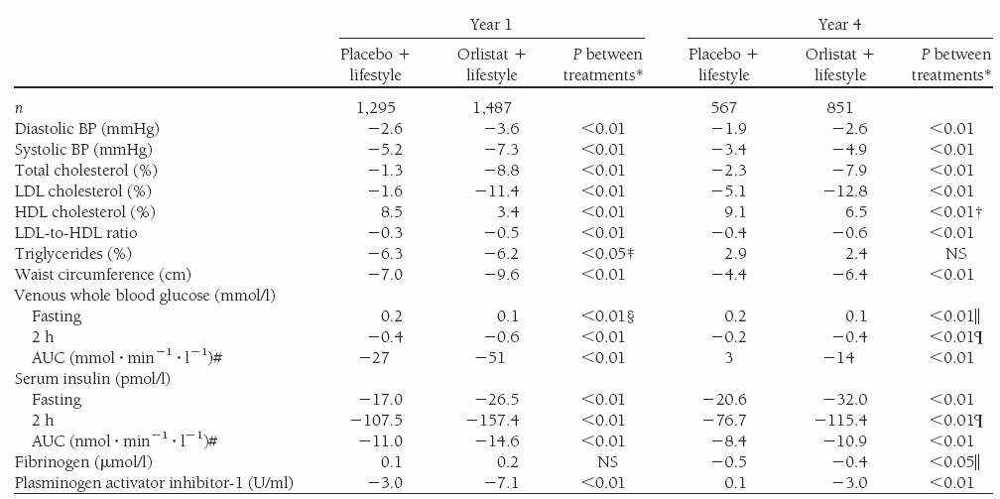 Year 1 Year 4
Placebo + Orlistat + P between Placebo + Orlistat + P between
lifestyle lifestyle treatments* lifestyle lifestyle treatments*
n 1,295 1,487 567 851
Diastolic BP (mmHg) −2.6 −3.6 <0.01 −1.9 −2.6 <0.01
Systolic BP (mmHg) −5.2 −7.3 <0.01 −3.4 −4.9 <0.01
Total cholesterol (%) −1.3 −8.8 <0.01 −2.3 −7.9 <0.01
LDL cholesterol (%) −1.6 −11.4 <0.01 −5.1 −12.8 <0.01
HDL cholesterol (%) 8.5 3.4 <0.01 9.1 6.5 <0.01†
LDL-to-HDL ratio −0.3 −0.5 <0.01 −0.4 −0.6 <0.01
Triglycerides (%) −6.3 −6.2 <0.05‡ 2.9 2.4 NS
Waist circumference (cm) −7.0 −9.6 <0.01 −4.4 −6.4 <0.01
Venous whole blood glucose (mmol/l)
Fasting 0.2 0.1 <0.01§ 0.2 0.1 <0.01‖
2 h −0.4 −0.6 <0.01 −0.2 −0.4 <0.01¶
AUC (mmol · min⁻¹ · l⁻¹)# −27 −51 <0.01 3 −14 <0.01
Serum insulin (pmol/l)
Fasting −17.0 −26.5 <0.01 −20.6 −32.0 <0.01
2 h −107.5 −157.4 <0.01 −76.7 −115.4 <0.01¶
AUC (nmol · min⁻¹ · l⁻¹)# −11.0 −14.6 <0.01 −8.4 −10.9 <0.01
Fibrinogen (μmol/l) 0.1 0.2 NS −0.5 −0.4 <0.05‖
Plasminogen activator inhibitor-1 (U/ml) −3.0 −7.1 <0.01 0.1 −3.0 <0.01